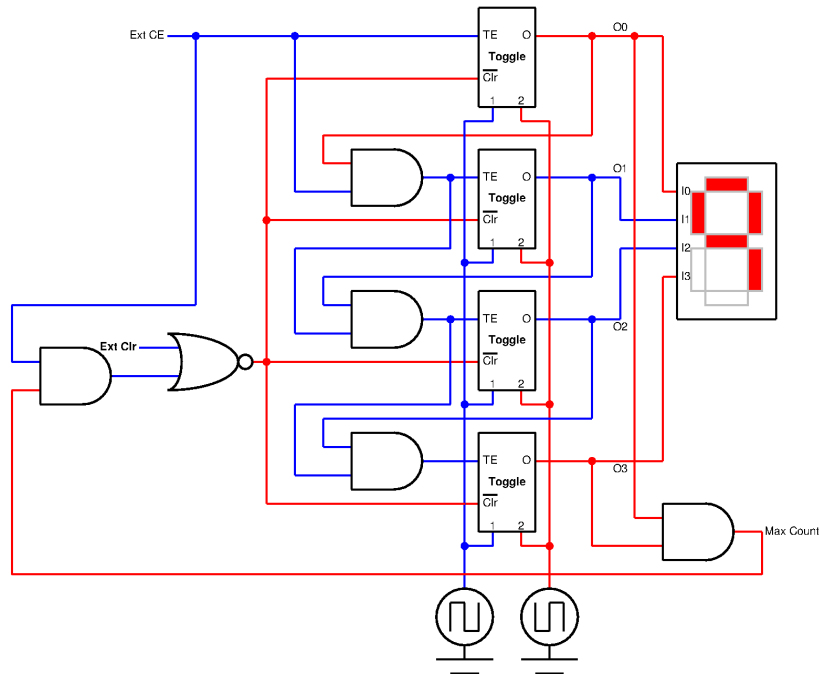 Ext CE
TE O
Toggle
Clr
1 2
O0
TE O
Toggle
Clr
1 2
O1
I0
I1
I2
I3
TE O
Toggle
Clr
1 2
O2
Ext Clr
TE O
Toggle
Clr
1 2
O3
Max Count